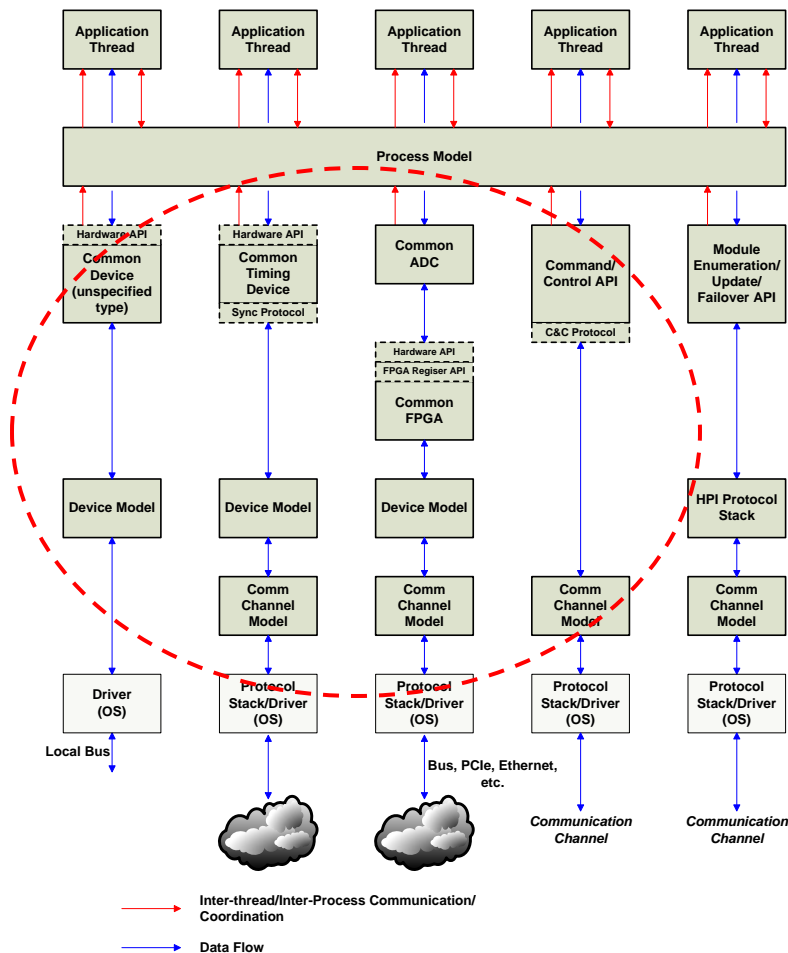 Application
Thread
Application
Thread
Application
Thread
Application
Thread
Application
Thread
Process Model
Hardware API
Common
Device
(unspecified
type)
Hardware API
Common
Timing
Device
Sync Protocol
Common
ADC
Hardware API
FPGA Regiser API
Common
FPGA
Command/
Control API
C&C Protocol
Module
Enumeration/
Update/
Failover API
Device Model
Device Model
Device Model
HPI Protocol
Stack
Comm
Channel
Model
Comm
Channel
Model
Comm
Channel
Model
Comm
Channel
Model
Driver
(OS)
Protocol
Stack/Driver
(OS)
Protocol
Stack/Driver
(OS)
Protocol
Stack/Driver
(OS)
Protocol
Stack/Driver
(OS)
Local Bus
Bus, PCIe, Ethernet,
etc.
Communication
Channel
Communication
Channel
Inter-thread/Inter-Process Communication/
Coordination
Data Flow